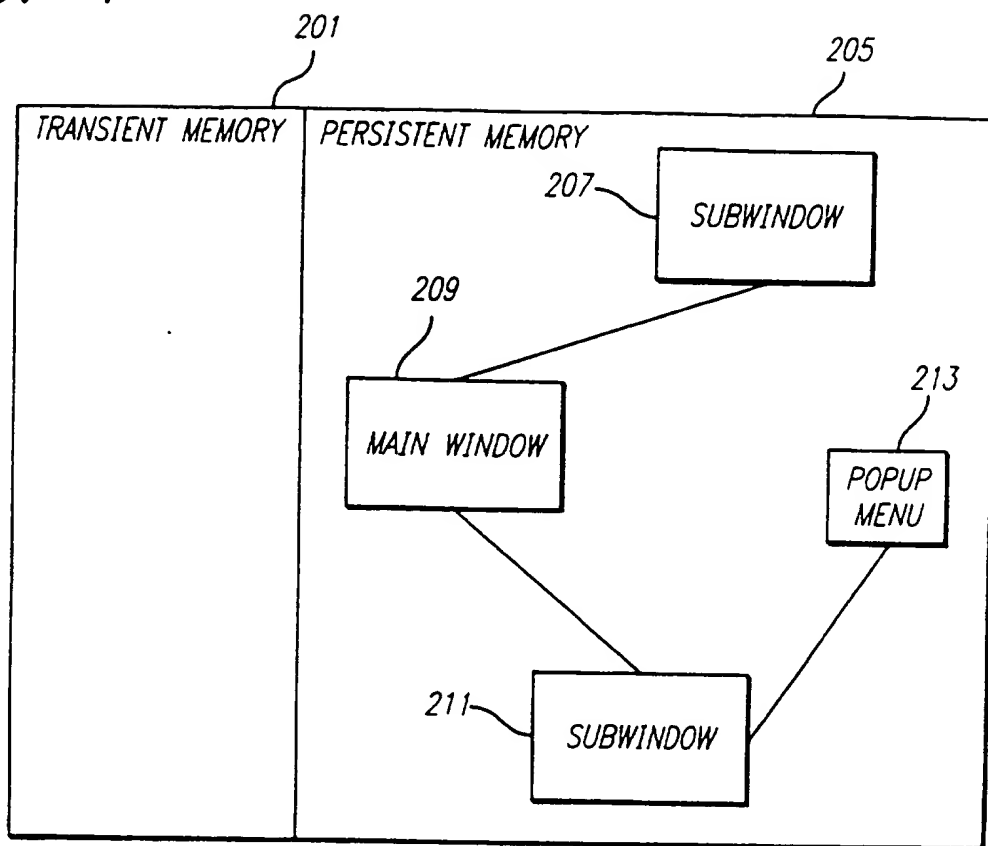 201
205
TRANSIENT MEMORY
PERSISTENT MEMORY
207
SUBWINDOW
209
MAIN WINDOW
213
POPUP
MENU
211
SUBWINDOW